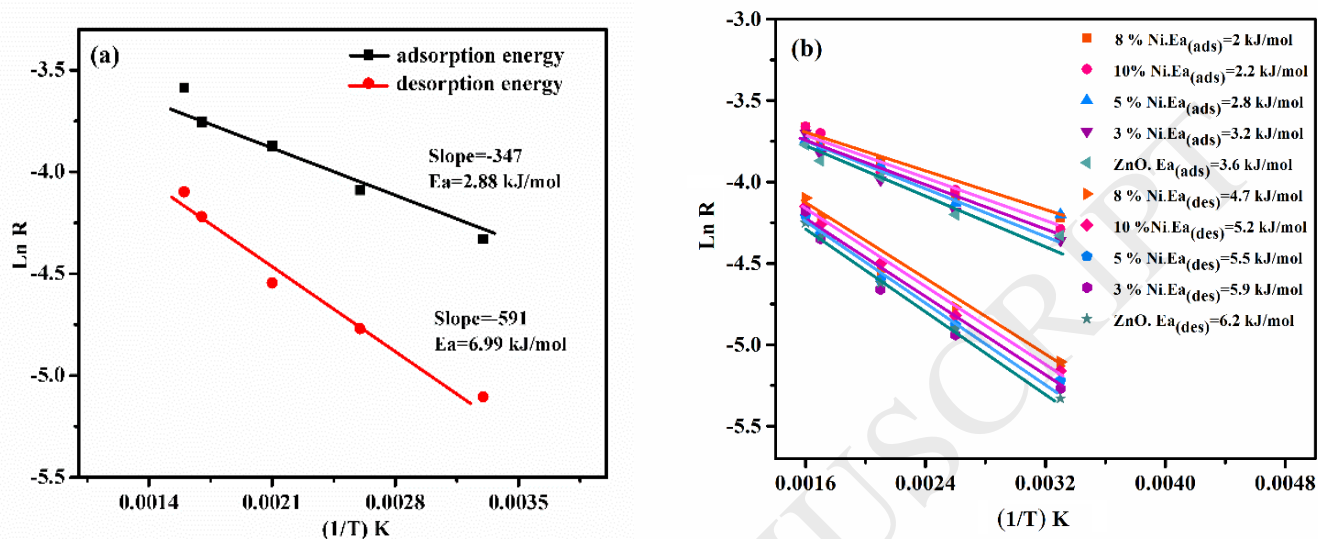 (a)
adsorption energy
desorption energy
Slope=-347
Ea=2.88 kJ/mol
Slope=-591
Ea=6.99 kJ/mol
-3.5
-4.0
-4.5
-5.0
-5.5
Ln R
0.0014 0.0021 0.0028 0.0035
(1/T) K
(b)
8 % Ni.Ea(ads)=2 kJ/mol
10% Ni.Ea(ads)=2.2 kJ/mol
5 % Ni.Ea(ads)=2.8 kJ/mol
3 % Ni.Ea(ads)=3.2 kJ/mol
ZnO. Ea(ads)=3.6 kJ/mol
8 % Ni.Ea(des)=4.7 kJ/mol
10 %Ni.Ea(des)=5.2 kJ/mol
5 % Ni.Ea(des)=5.5 kJ/mol
3 % Ni.Ea(des)=5.9 kJ/mol
ZnO. Ea(des)=6.2 kJ/mol
-3.0
-3.5
-4.0
-4.5
-5.0
-5.5
Ln R
0.0016 0.0024 0.0032 0.0040 0.0048
(1/T) K
USCRIPT